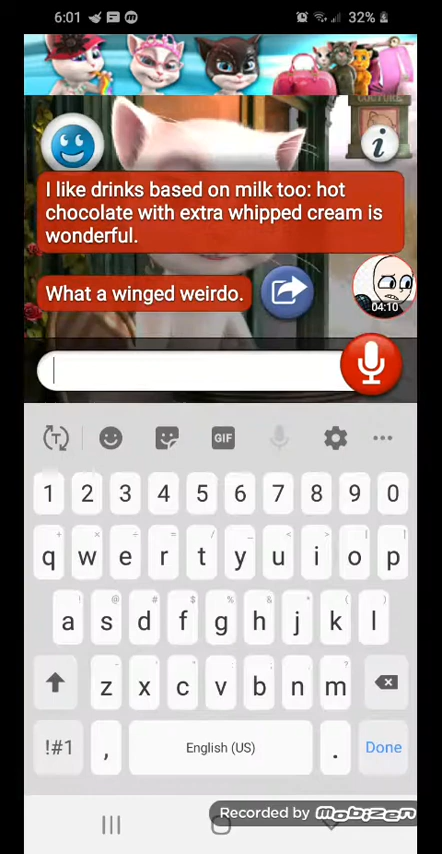 6:01
32%
COUTURE
i
I like drinks based on milk too: hot
chocolate with extra whipped cream is
wonderful.
What a winged weirdo.
04:10
T
GIF
1 2 3 4 5 6 7 8 9 0
q w e r t y u i o p
a s d f g h j k l
z x c v b n m
!#1 , English (US) . Done
Recorded by Mobizen